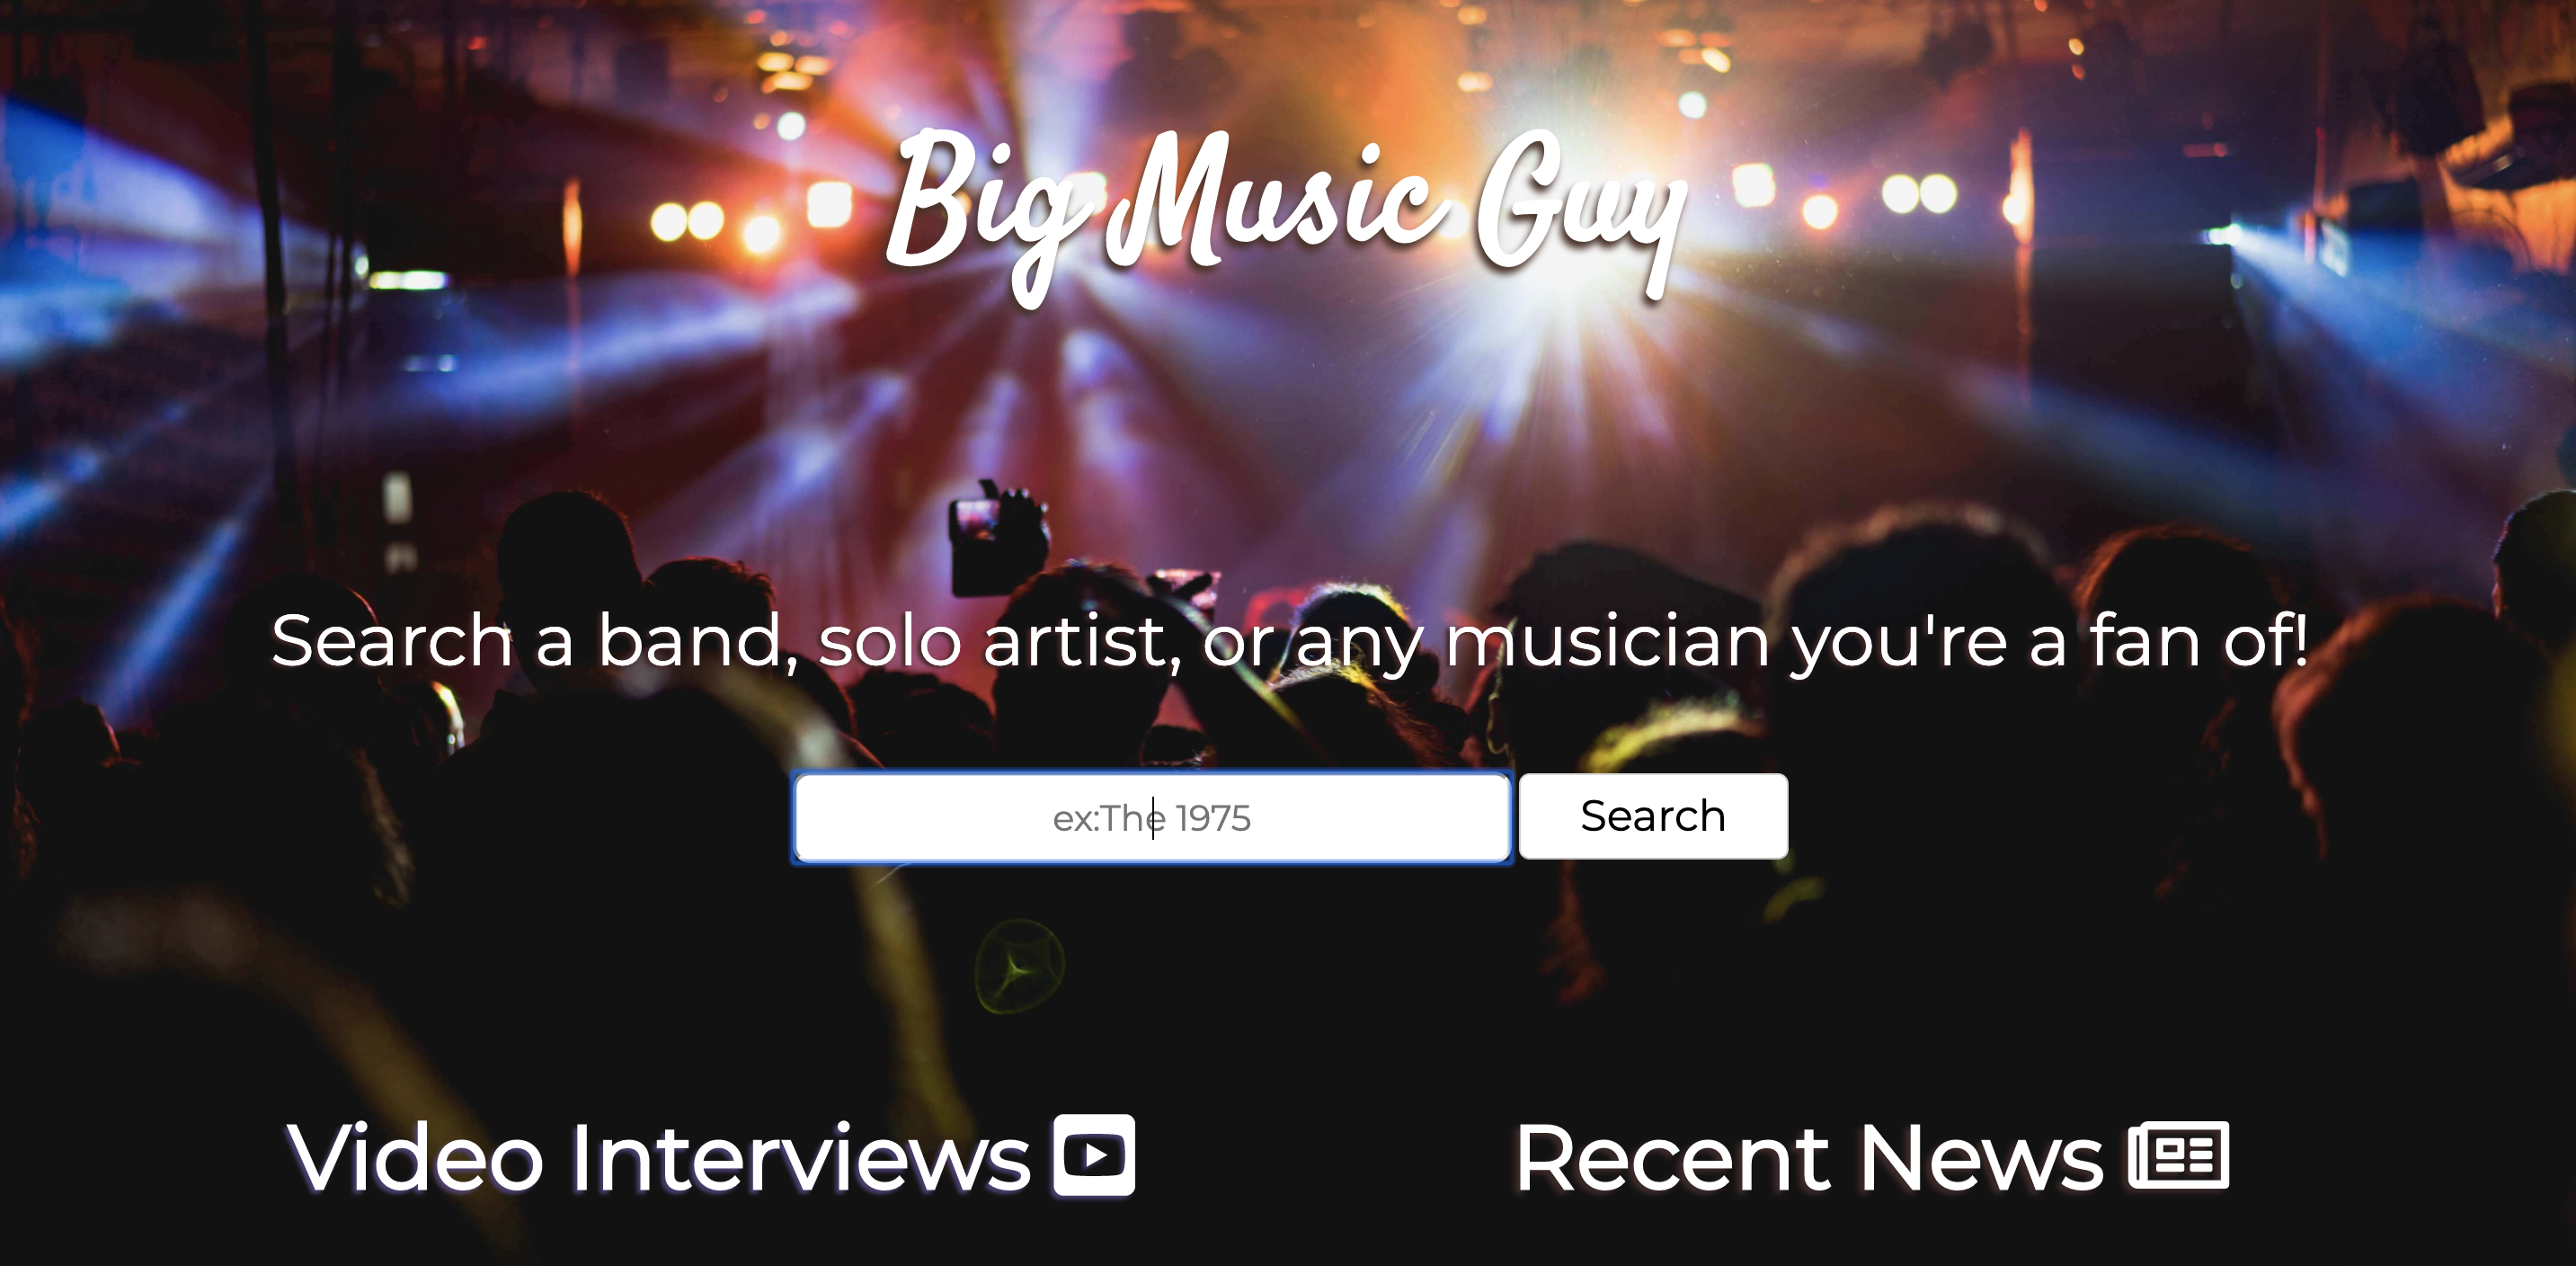 Big Music Guy
Search a band, solo artist, or any musician you're a fan of!
ex:The 1975
Search
Video Interviews
Recent News